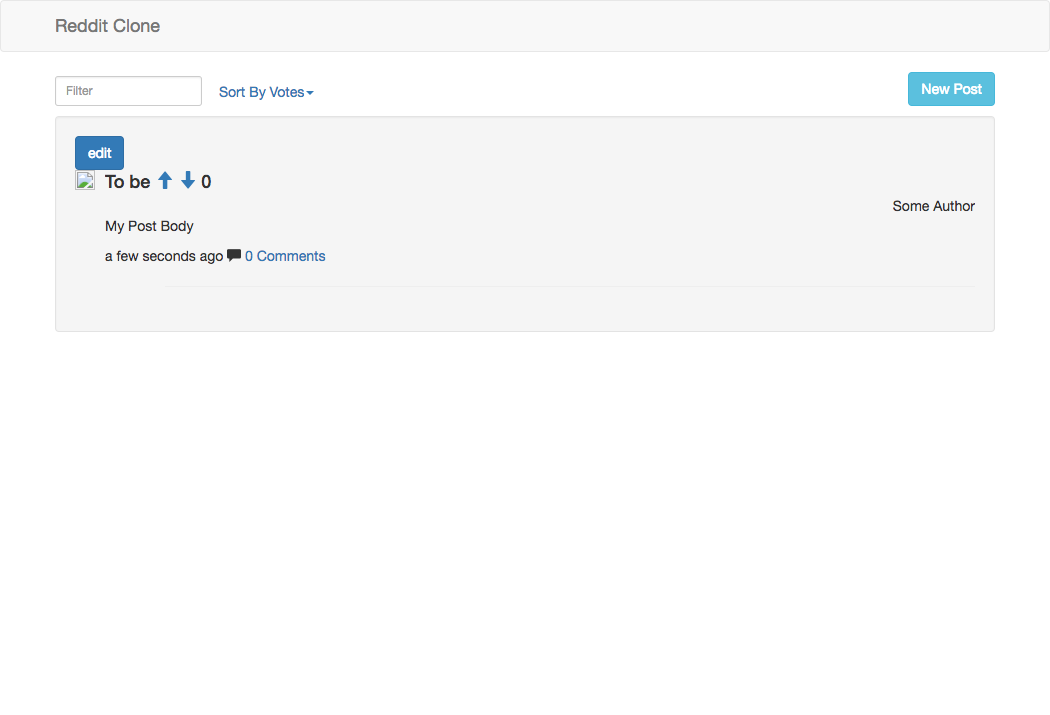 Reddit Clone
Filter
Sort By Votes
New Post
edit
To be 0
Some Author
My Post Body
a few seconds ago 0 Comments